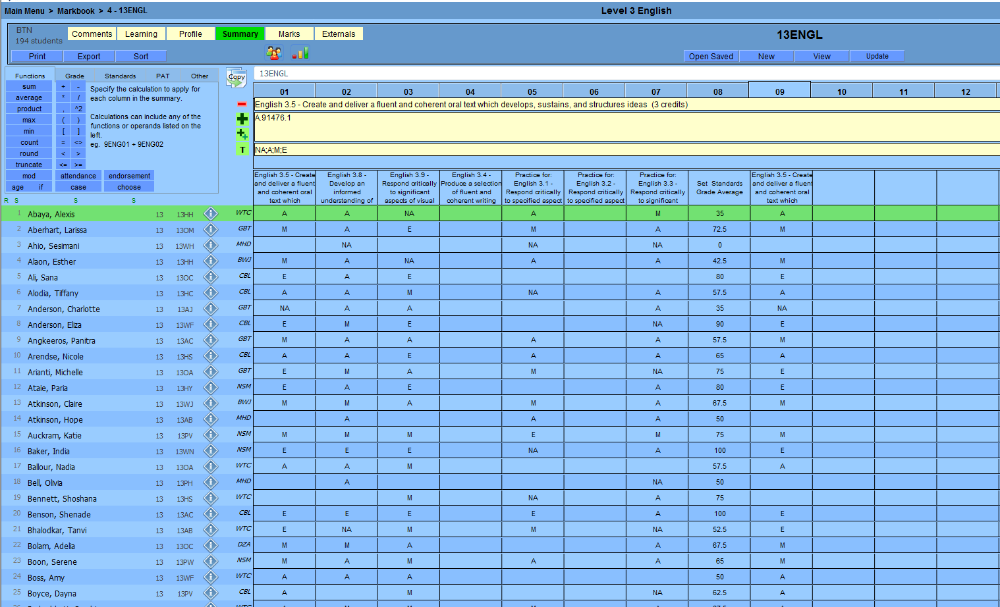 Main Menu > Markbook > 4 - 13ENGL
Level 3 English
BTN
194 students
Comments Learning Profile Summary Marks Externals
13ENGL
Print Export Sort
Open Saved New View Update
Functions Grade Standards PAT Other
Copy
13ENGL
sum + -
average * /
product , ^2
max ( )
min [ ]
count = <>
round < >
truncate <= >=
mod attendance endorsement
age if case choose
Specify the calculation to apply for
each column in the summary.
Calculations can include any of the
functions or operands listed on the
left.
eg. 9ENG01 + 9ENG02
01 02 03 04 05 06 07 08 09 10 11 12
English 3.5 - Create and deliver a fluent and coherent oral text which develops, sustains, and structures ideas (3 credits)
A.91476.1
T
NA;A;M;E
English 3.5 - Create and deliver a fluent and coherent oral text which
English 3.8 - Develop an informed understanding of
English 3.9 - Respond critically to significant aspects of visual
English 3.4 - Produce a selection of fluent and coherent writing
Practice for: English 3.1 - Respond critically to specified aspect
Practice for: English 3.2 - Respond critically to specified aspect
Practice for: English 3.3 - Respond critically to significant
Set Standards Grade Average
English 3.5 - Create and deliver a fluent and coherent oral text which
R S S S
1 Abaya, Alexis 13 13HH WTC A A NA A M 35 A
2 Aberhart, Larissa 13 13OM GBT M A E M A 72.5 M
3 Ahio, Sesimani 13 13WH MHD NA NA NA 0
4 Alaon, Esther 13 13HH BWJ M A NA A A 42.5 M
5 Ali, Sana 13 13OC CBL E A E 80 E
6 Alodia, Tiffany 13 13HC CBL A A M NA A 57.5 A
7 Anderson, Charlotte 13 13AJ GBT NA A A A 35 NA
8 Anderson, Eliza 13 13WF CBL E M E NA 90 E
9 Angkeeros, Panitra 13 13AC GBT M A A A A 57.5 M
10 Arendse, Nicole 13 13HS CBL A A E A A 65 A
11 Arianti, Michelle 13 13OA GBT E M A M NA 75 E
12 Ataie, Paria 13 13HY NSM E A E A 80 E
13 Atkinson, Claire 13 13WJ BWJ M M A M A 67.5 M
14 Atkinson, Hope 13 13AB MHD A A A 50
15 Auckram, Katie 13 13PV NSM M M M E M 75 M
16 Baker, India 13 13WN NSM E E E NA A 100 E
17 Ballour, Nadia 13 13OA WTC A A M 57.5 A
18 Bell, Olivia 13 13PH MHD A NA 50
19 Bennett, Shoshana 13 13HS WTC M NA A 75
20 Benson, Shenade 13 13AC CBL E E E E A 100 E
21 Bhalodkar, Tanvi 13 13AB WTC E NA M M NA 52.5 E
22 Bolam, Adelia 13 13OC DZA M M A A 67.5 M
23 Boon, Serene 13 13PW NSM M A M A A 65 M
24 Boss, Amy 13 13WF WTC A A A 50 A
25 Boyce, Dayna 13 13PV CBL A M NA 62.5 A